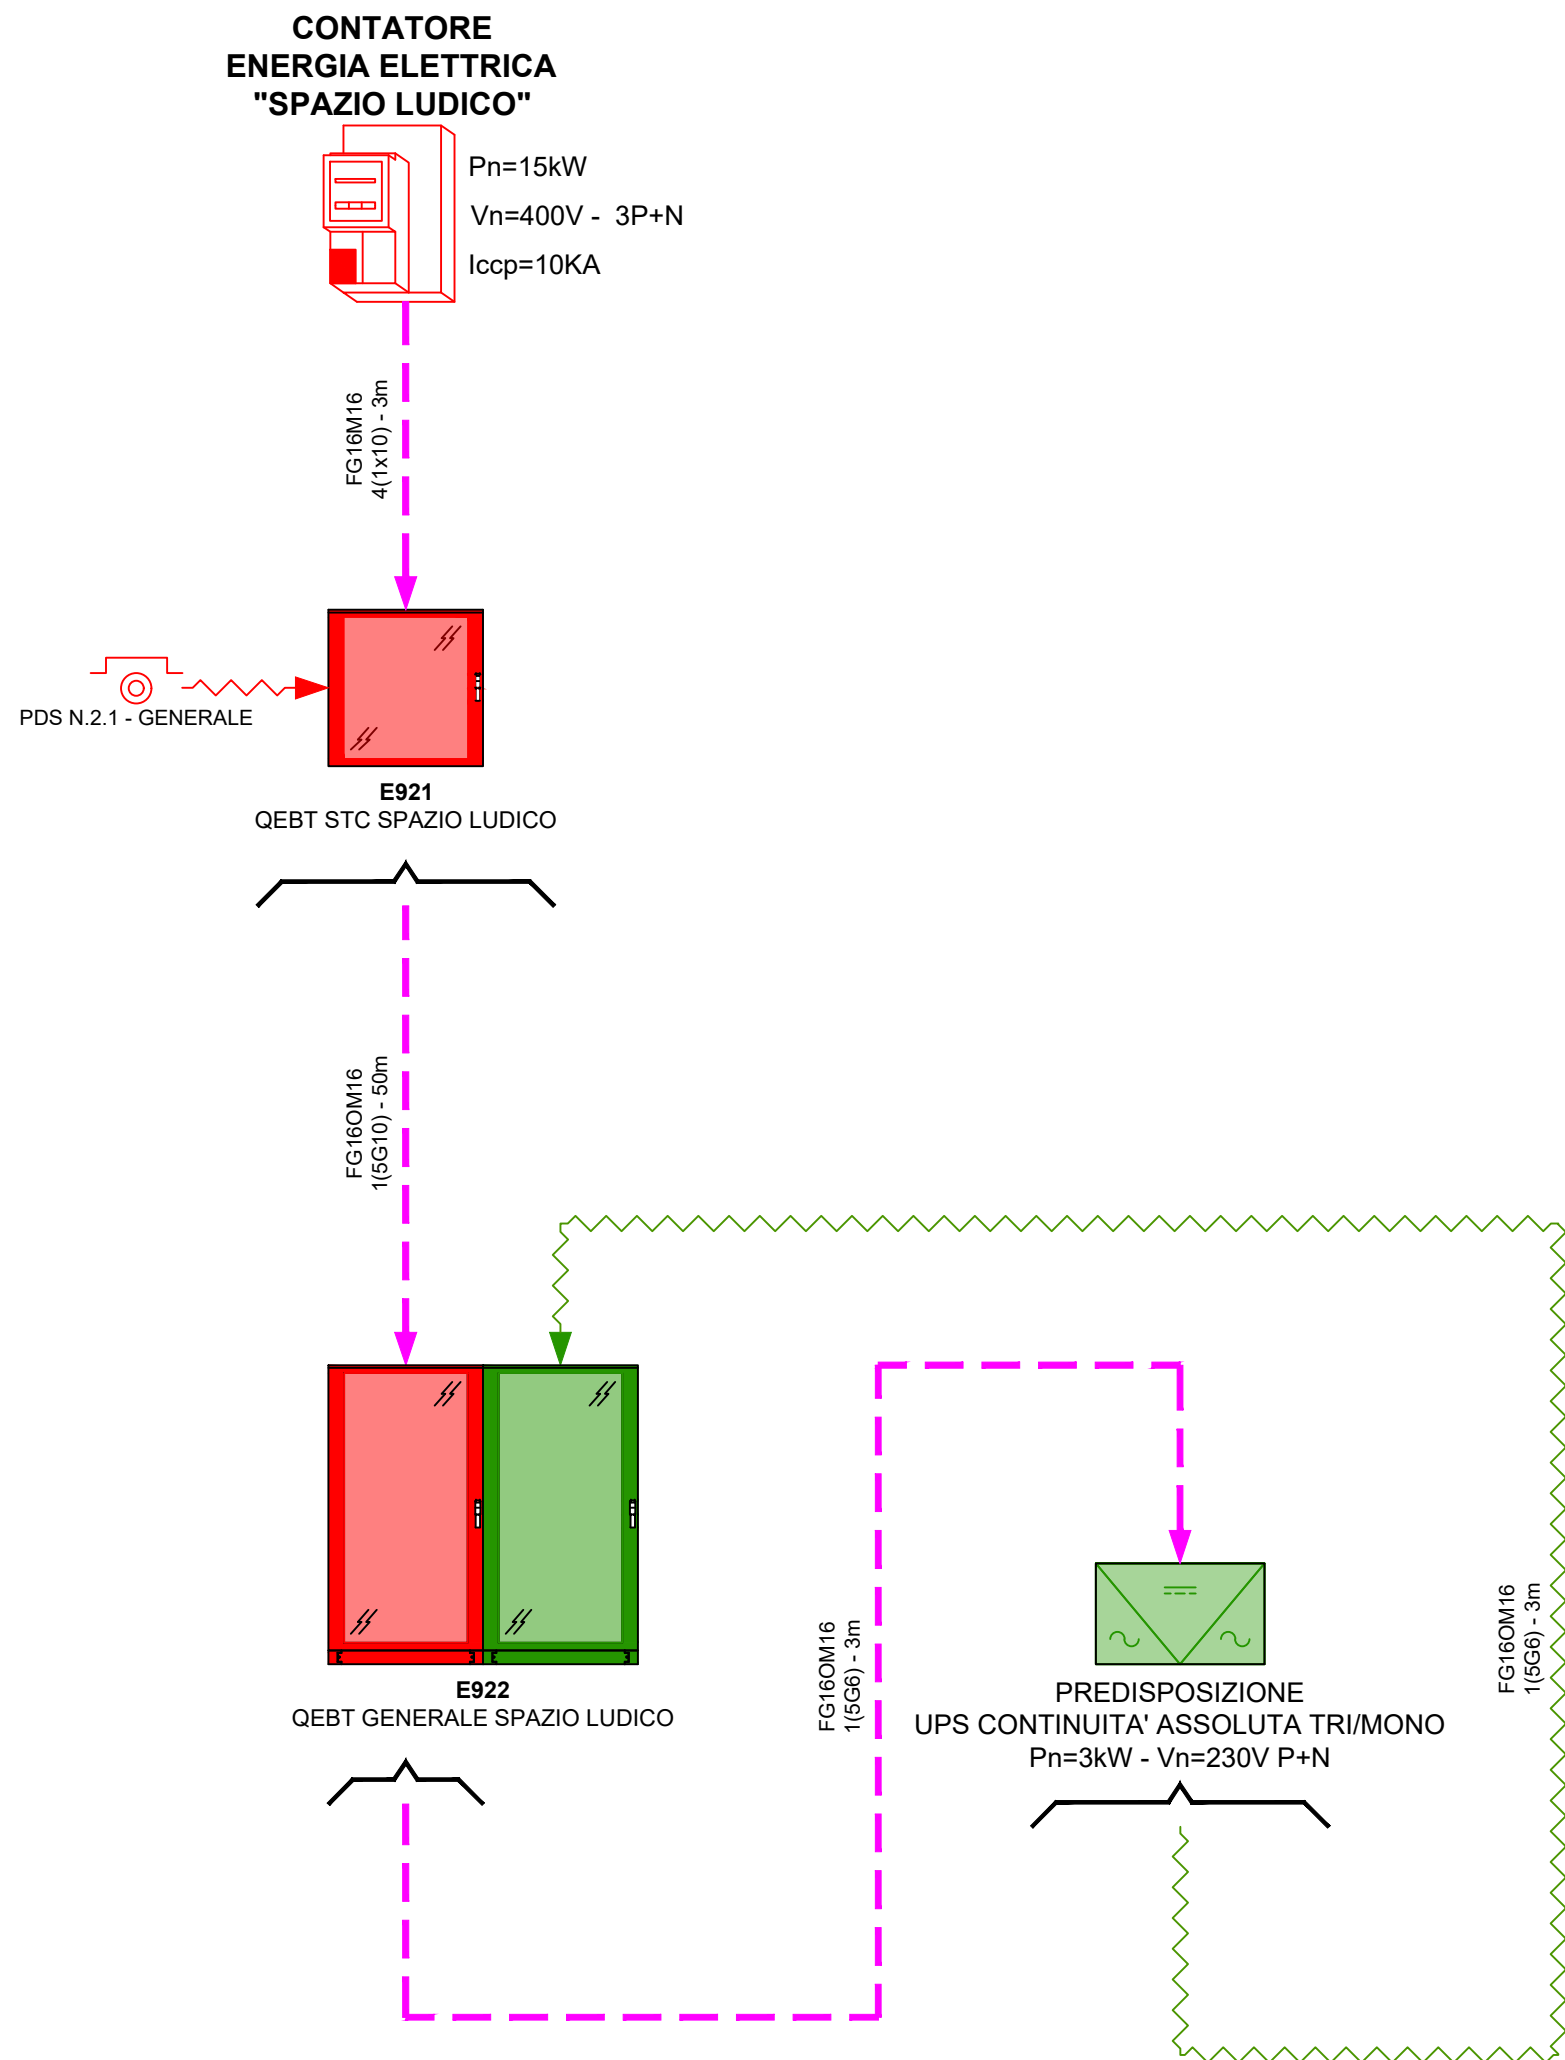 CONTATORE
ENERGIA ELETTRICA
"SPAZIO LUDICO"
Pn=15kW
Vn=400V - 3P+N
Iccp=10KA
FG16M16
4(1x10) - 3m
PDS N.2.1 - GENERALE
E921
QEBT STC SPAZIO LUDICO
FG16OM16
1(5G10) - 50m
E922
QEBT GENERALE SPAZIO LUDICO
FG16OM16
1(5G6) - 3m
PREDISPOSIZIONE
UPS CONTINUITA' ASSOLUTA TRI/MONO
Pn=3kW - Vn=230V P+N
FG16OM16
1(5G6) - 3m